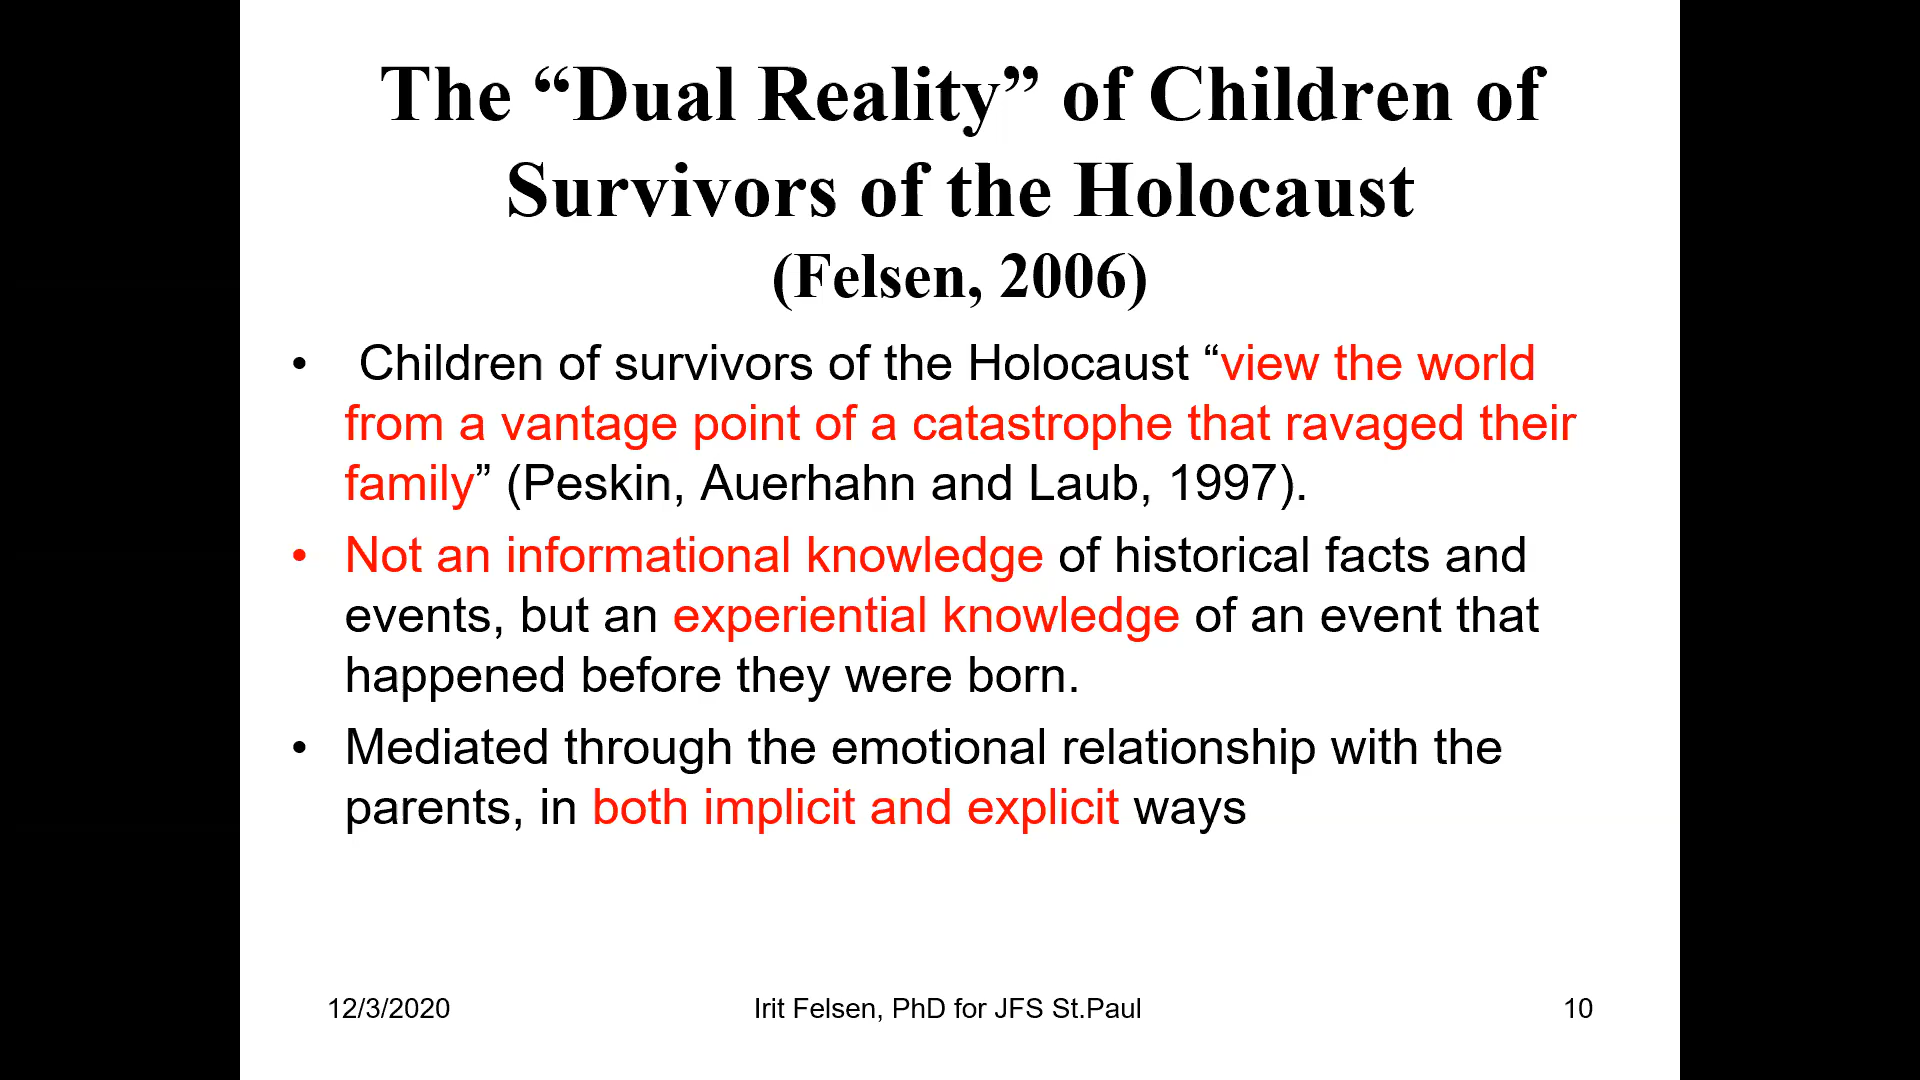 The “Dual Reality” of Children of
Survivors of the Holocaust
(Felsen, 2006)
• Children of survivors of the Holocaust “view the world
from a vantage point of a catastrophe that ravaged their
family” (Peskin, Auerhahn and Laub, 1997).
• Not an informational knowledge of historical facts and
events, but an experiential knowledge of an event that
happened before they were born.
• Mediated through the emotional relationship with the
parents, in both implicit and explicit ways
12/3/2020 Irit Felsen, PhD for JFS St.Paul 10